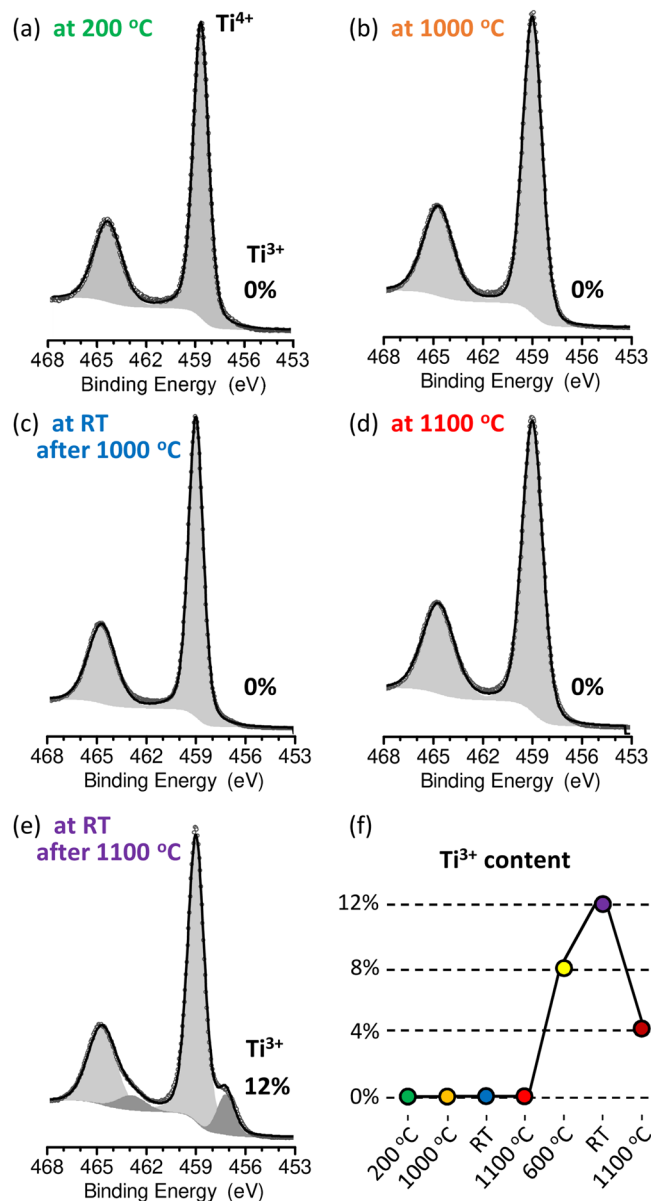 (a) at 200 °C
Ti4+
Ti3+
0%
468 465 462 459 456 453
Binding Energy (eV)
(b) at 1000 °C
0%
468 465 462 459 456 453
Binding Energy (eV)
(c) at RT
after 1000 °C
0%
468 465 462 459 456 453
Binding Energy (eV)
(d) at 1100 °C
0%
468 465 462 459 456 453
Binding Energy (eV)
(e) at RT
after 1100 °C
Ti3+
12%
468 465 462 459 456 453
Binding Energy (eV)
(f)
Ti3+ content
12%
8%
4%
0%
200 °C 1000 °C RT 1100 °C 600 °C RT 1100 °C